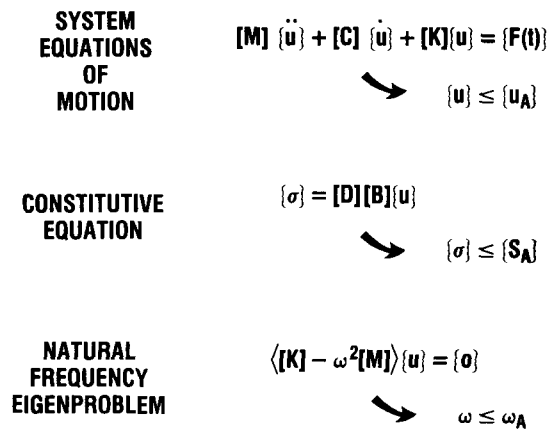 SYSTEM
EQUATIONS
OF
MOTION
[M] {ü} + [C] {u̇} + [K]{u} = {F(t)}
{u} ≤ {u_A}
CONSTITUTIVE
EQUATION
{σ} = [D][B]{u}
{σ} ≤ {S_A}
NATURAL
FREQUENCY
EIGENPROBLEM
⟨[K] − ω²[M]⟩{u} = {o}
ω ≤ ω_A